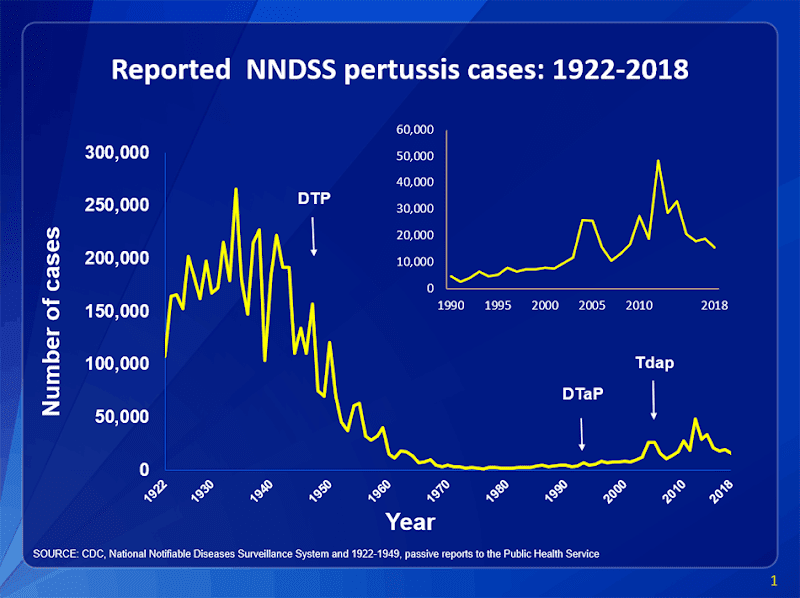 Reported  NNDSS pertussis cases: 1922-2018
Number of cases
300,000
250,000
200,000
150,000
100,000
50,000
0
DTP
60,000
50,000
40,000
30,000
20,000
10,000
0
1990 1995 2000 2005 2010 2018
DTaP
Tdap
1922 1930 1940 1950 1960 1970 1980 1990 2000 2010 2018
Year
SOURCE: CDC, National Notifiable Diseases Surveillance System and 1922-1949, passive reports to the Public Health Service
1